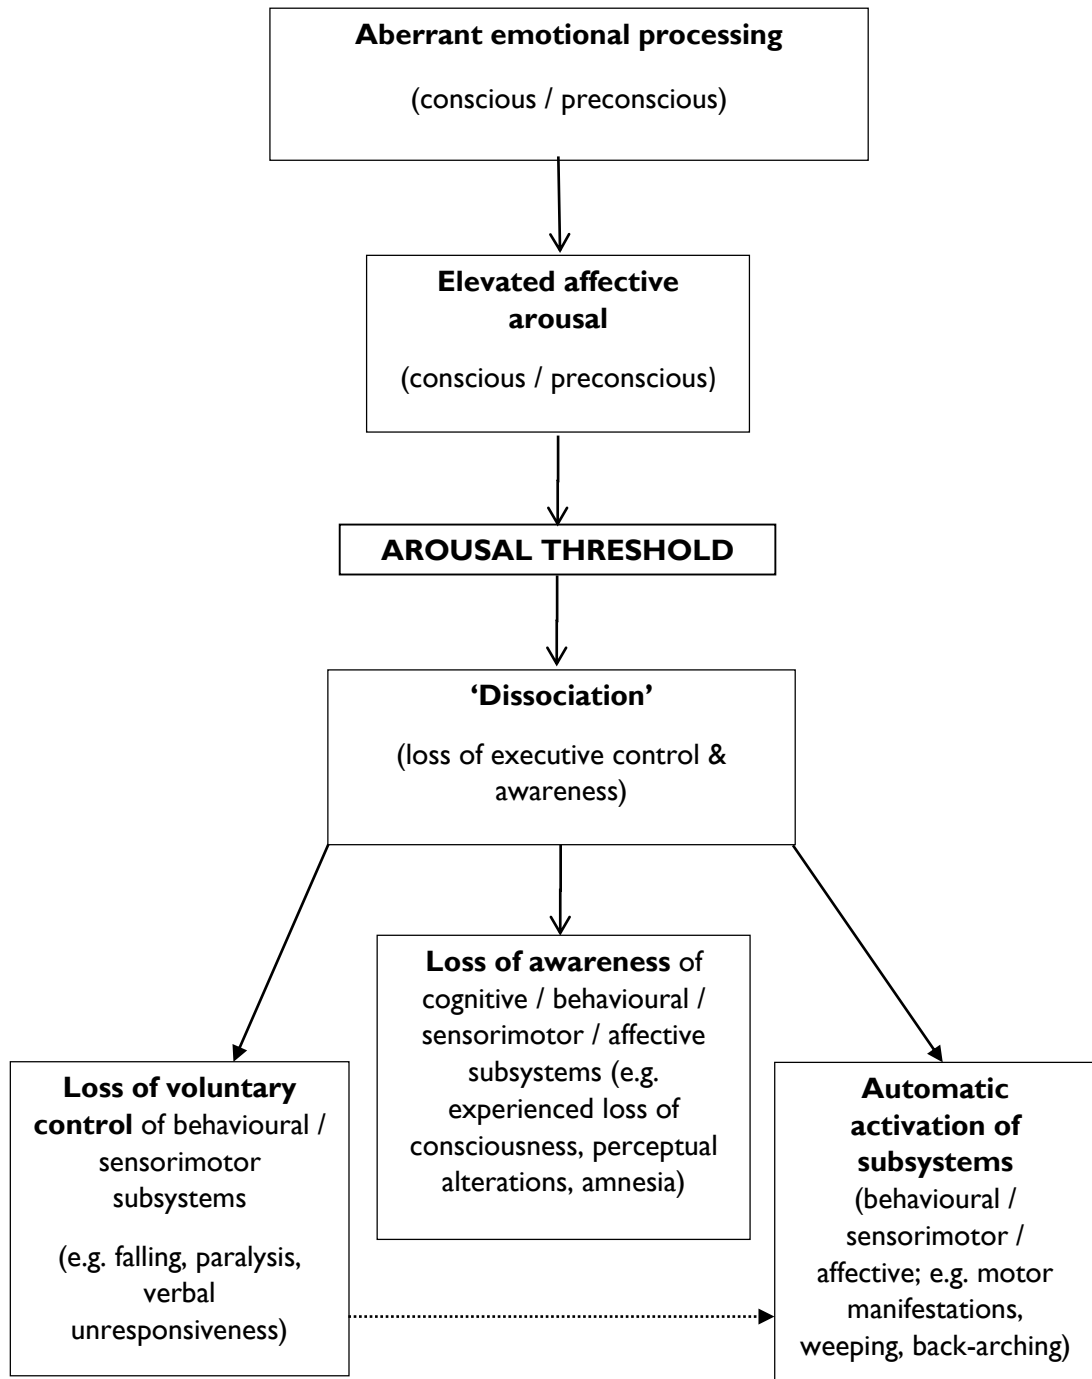 Aberrant emotional processing
(conscious / preconscious)
Elevated affective
arousal
(conscious / preconscious)
AROUSAL THRESHOLD
‘Dissociation’
(loss of executive control &
awareness)
Loss of voluntary
control of behavioural /
sensorimotor
subsystems
(e.g. falling, paralysis,
verbal
unresponsiveness)
Loss of awareness of
cognitive / behavioural /
sensorimotor / affective
subsystems (e.g.
experienced loss of
consciousness, perceptual
alterations, amnesia)
Automatic
activation of
subsystems
(behavioural /
sensorimotor /
affective; e.g. motor
manifestations,
weeping, back-arching)